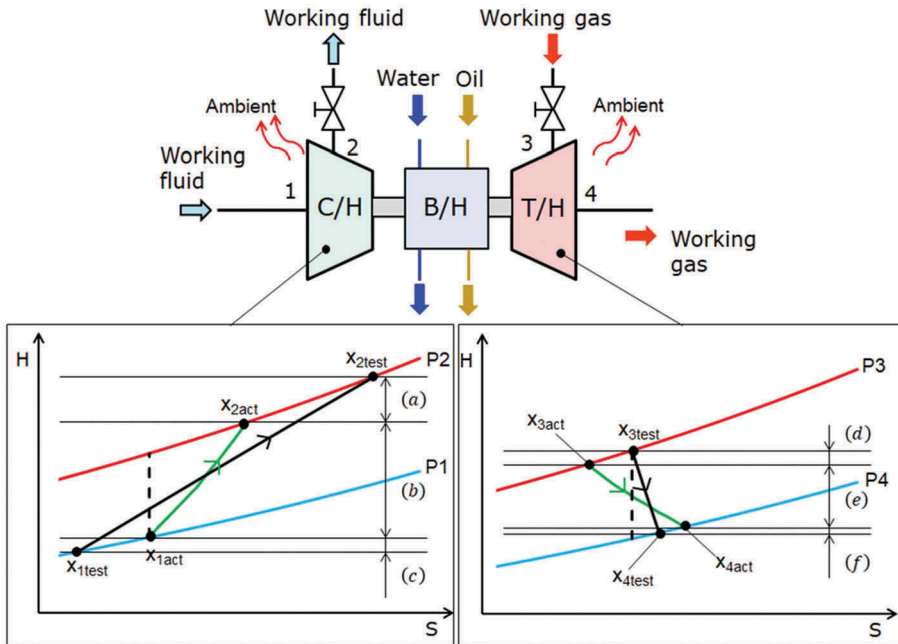 Working fluid
Working gas
Water
Oil
Ambient
Ambient
2
3
Working
fluid
1
C/H
B/H
T/H
4
Working
gas
H
x2test
P2
x2act
(a)
P1
(b)
x1test
x1act
(c)
S
H
P3
x3act
x3test
(d)
P4
(e)
x4test
x4act
(f)
S